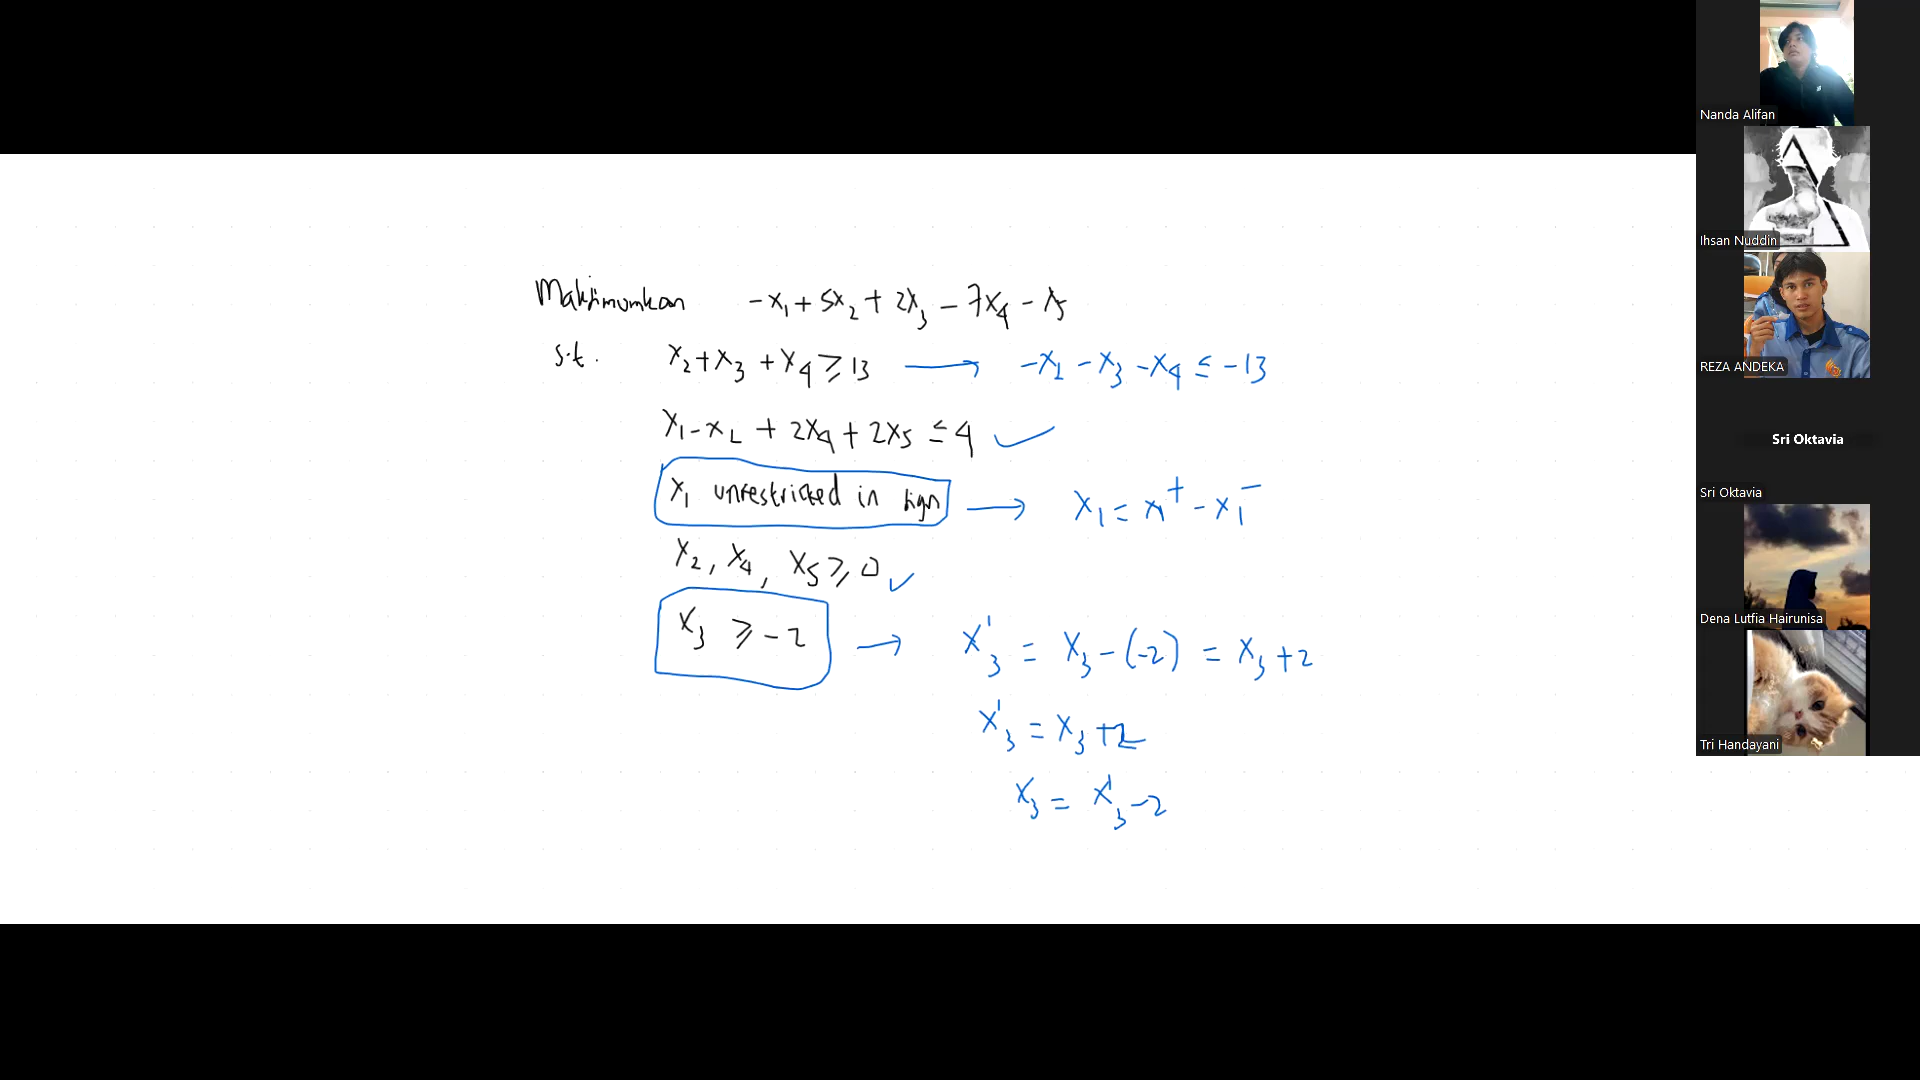 Maksimumkan -x₁ + 5x₂ + 2x₃ - 7x₄ - x₅
s.t. x₂ + x₃ + x₄ ≥ 13 → -x₂ - x₃ - x₄ ≤ -13
x₁ - x₂ + 2x₄ + 2x₅ ≤ 4 ✓
x₁ unrestricted in sign → x₁ = x₁⁺ - x₁⁻
x₂, x₄, x₅ ≥ 0 ✓
x₃ ≥ -2 → x'₃ = x₃ - (-2) = x₃ + 2
x'₃ = x₃ + 2
x₃ = x'₃ - 2
Nanda Alifan
Ihsan Nuddin
REZA ANDEKA
Sri Oktavia
Sri Oktavia
Dena Lutfia Hairunisa
Tri Handayani